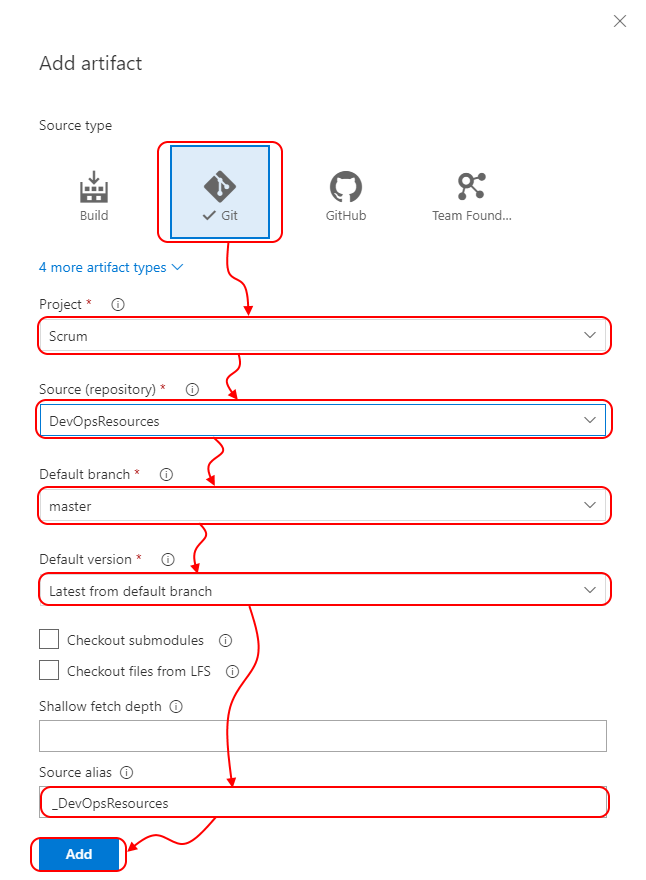 Add artifact
Source type
Build
Git
GitHub
Team Found...
4 more artifact types
Project *
Scrum
Source (repository) *
DevOpsResources
Default branch *
master
Default version *
Latest from default branch
Checkout submodules
Checkout files from LFS
Shallow fetch depth
Source alias
_DevOpsResources
Add